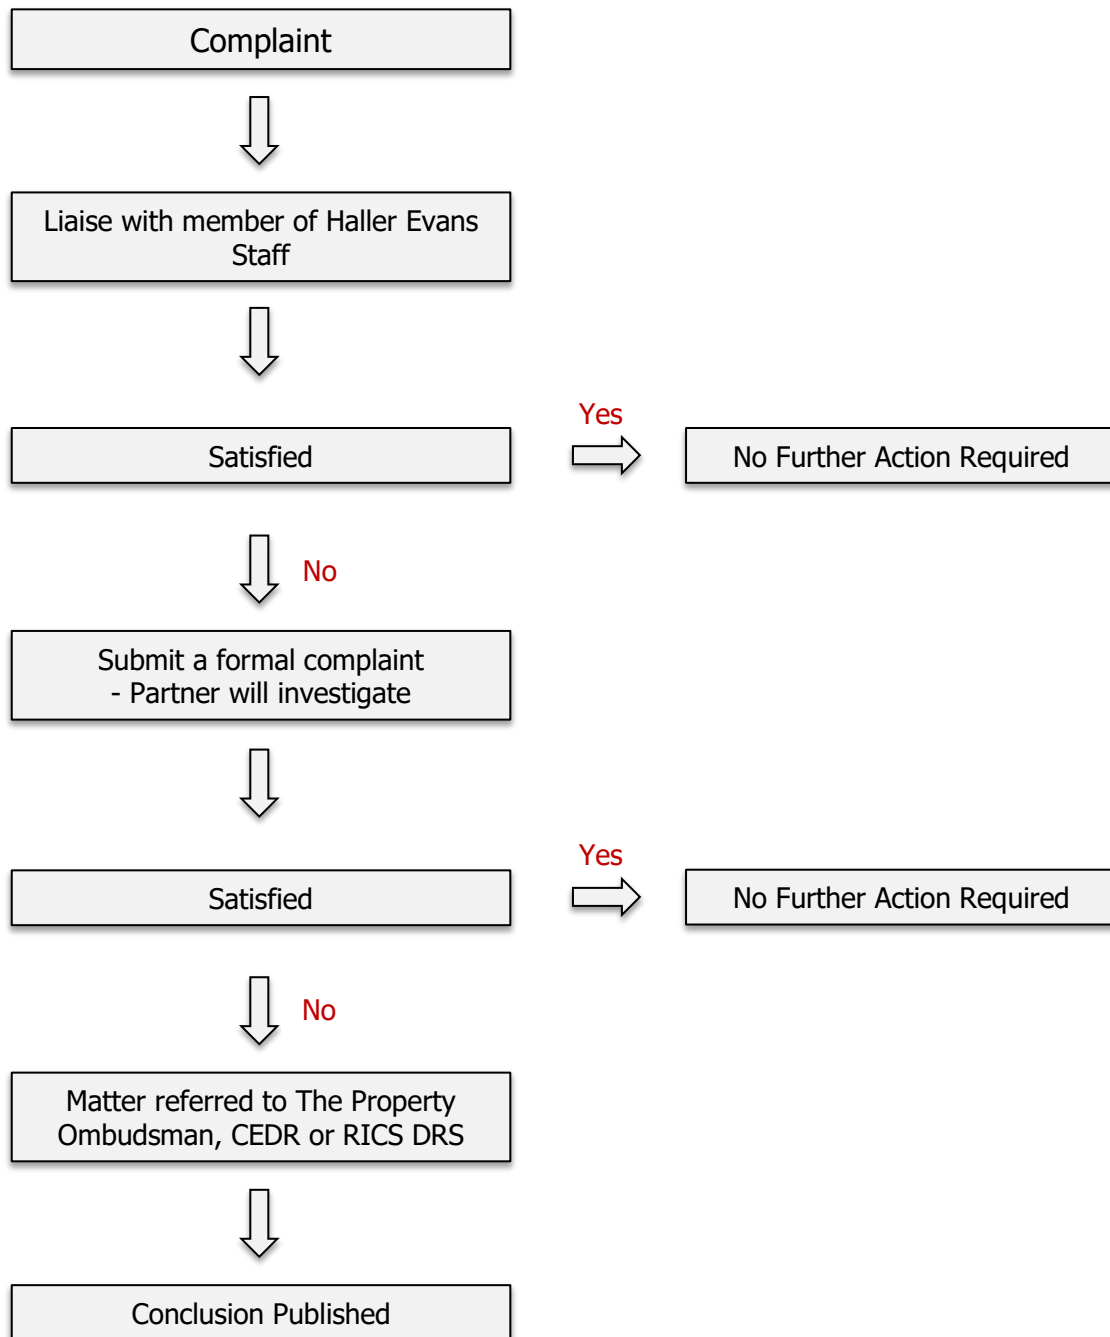 Complaint
Liaise with member of Haller Evans
Staff
Satisfied
Yes
No Further Action Required
No
Submit a formal complaint
- Partner will investigate
Satisfied
Yes
No Further Action Required
No
Matter referred to The Property
Ombudsman, CEDR or RICS DRS
Conclusion Published